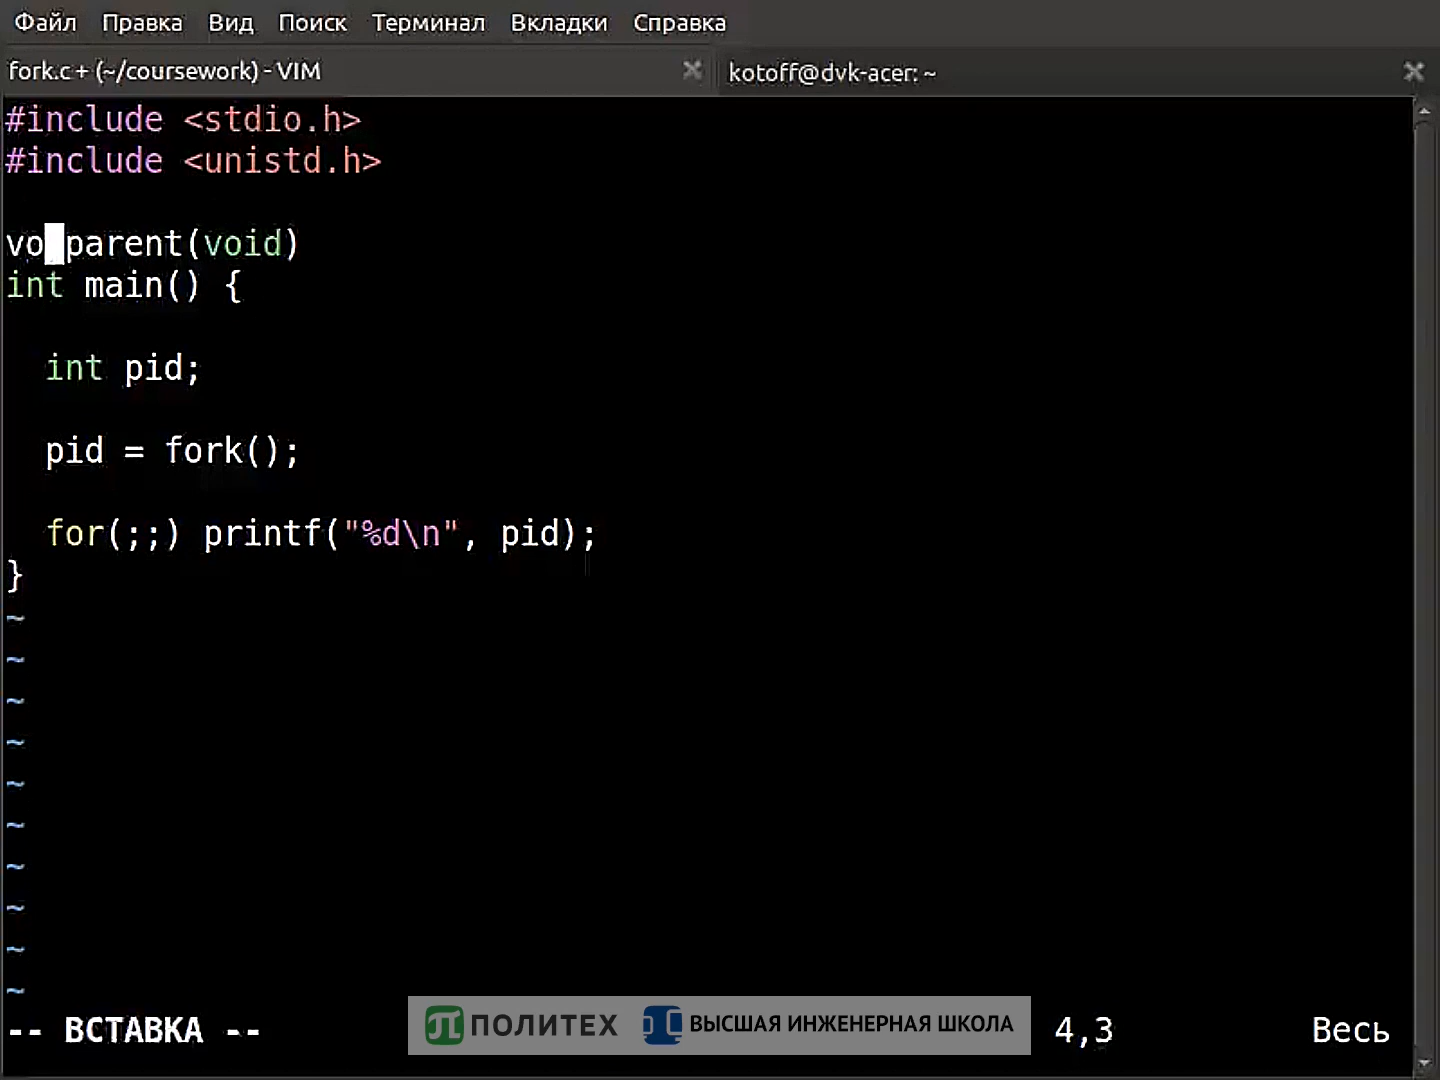 Файл Правка Вид Поиск Терминал Вкладки Справка
fork.c + (~/coursework) - VIM
kotoff@dvk-acer: ~
#include <stdio.h>
#include <unistd.h>
vo parent(void)
int main() {
int pid;
pid = fork();
for(;;) printf("%d\n", pid);
}
~
~
~
~
~
~
~
~
~
~
-- ВСТАВКА --
ПОЛИТЕХ ВЫСШАЯ ИНЖЕНЕРНАЯ ШКОЛА
4,3 Весь